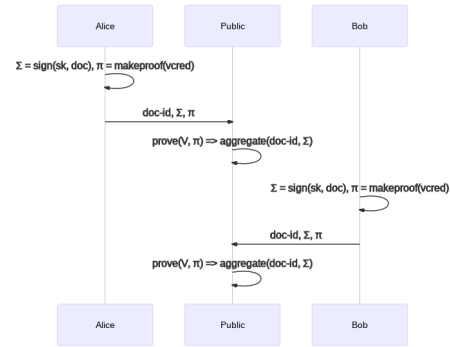 Alice Public Bob
Σ = sign(sk, doc), π = makeproof(vcred)
doc-id, Σ, π
prove(V, π) => aggregate(doc-id, Σ)
Σ = sign(sk, doc), π = makeproof(vcred)
doc-id, Σ, π
prove(V, π) => aggregate(doc-id, Σ)
Alice Public Bob